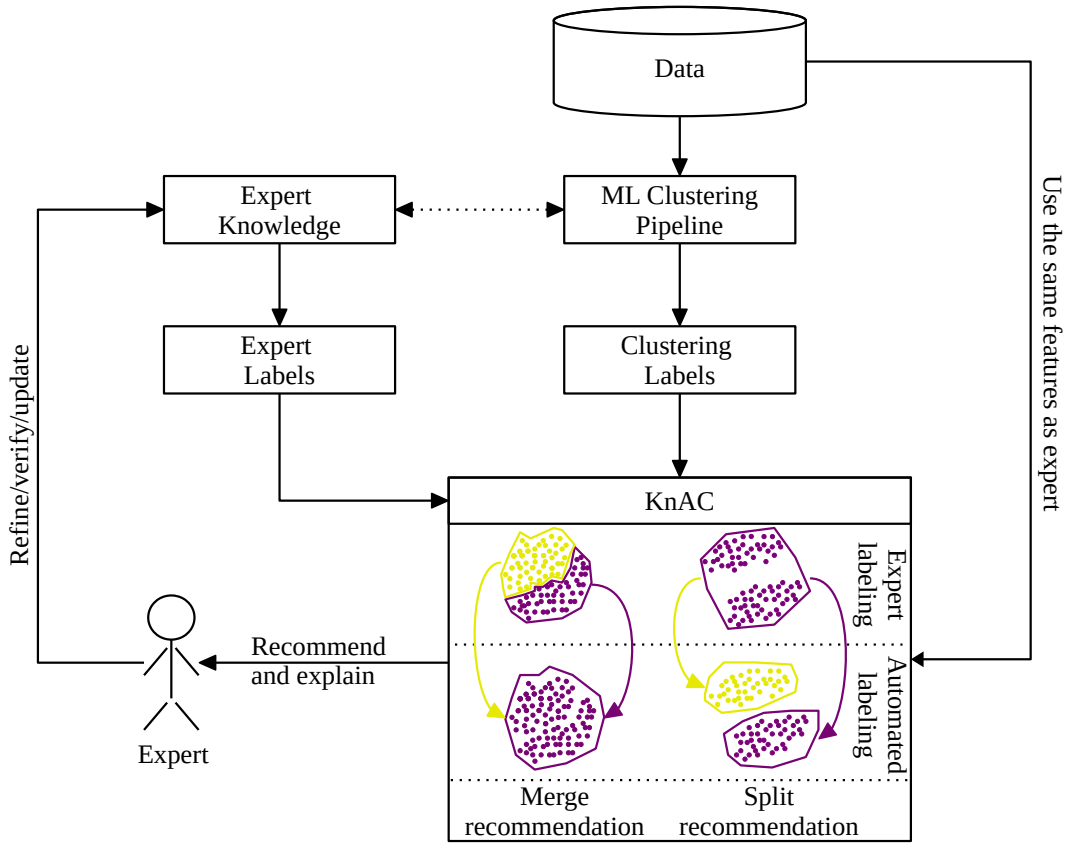 Data
Expert
Knowledge
ML Clustering
Pipeline
Use the same features as expert
Expert
Labels
Clustering
Labels
Refine/verify/update
KnAC
Expert
labeling
Recommend
and explain
Automated
labeling
Expert
Merge
recommendation
Split
recommendation